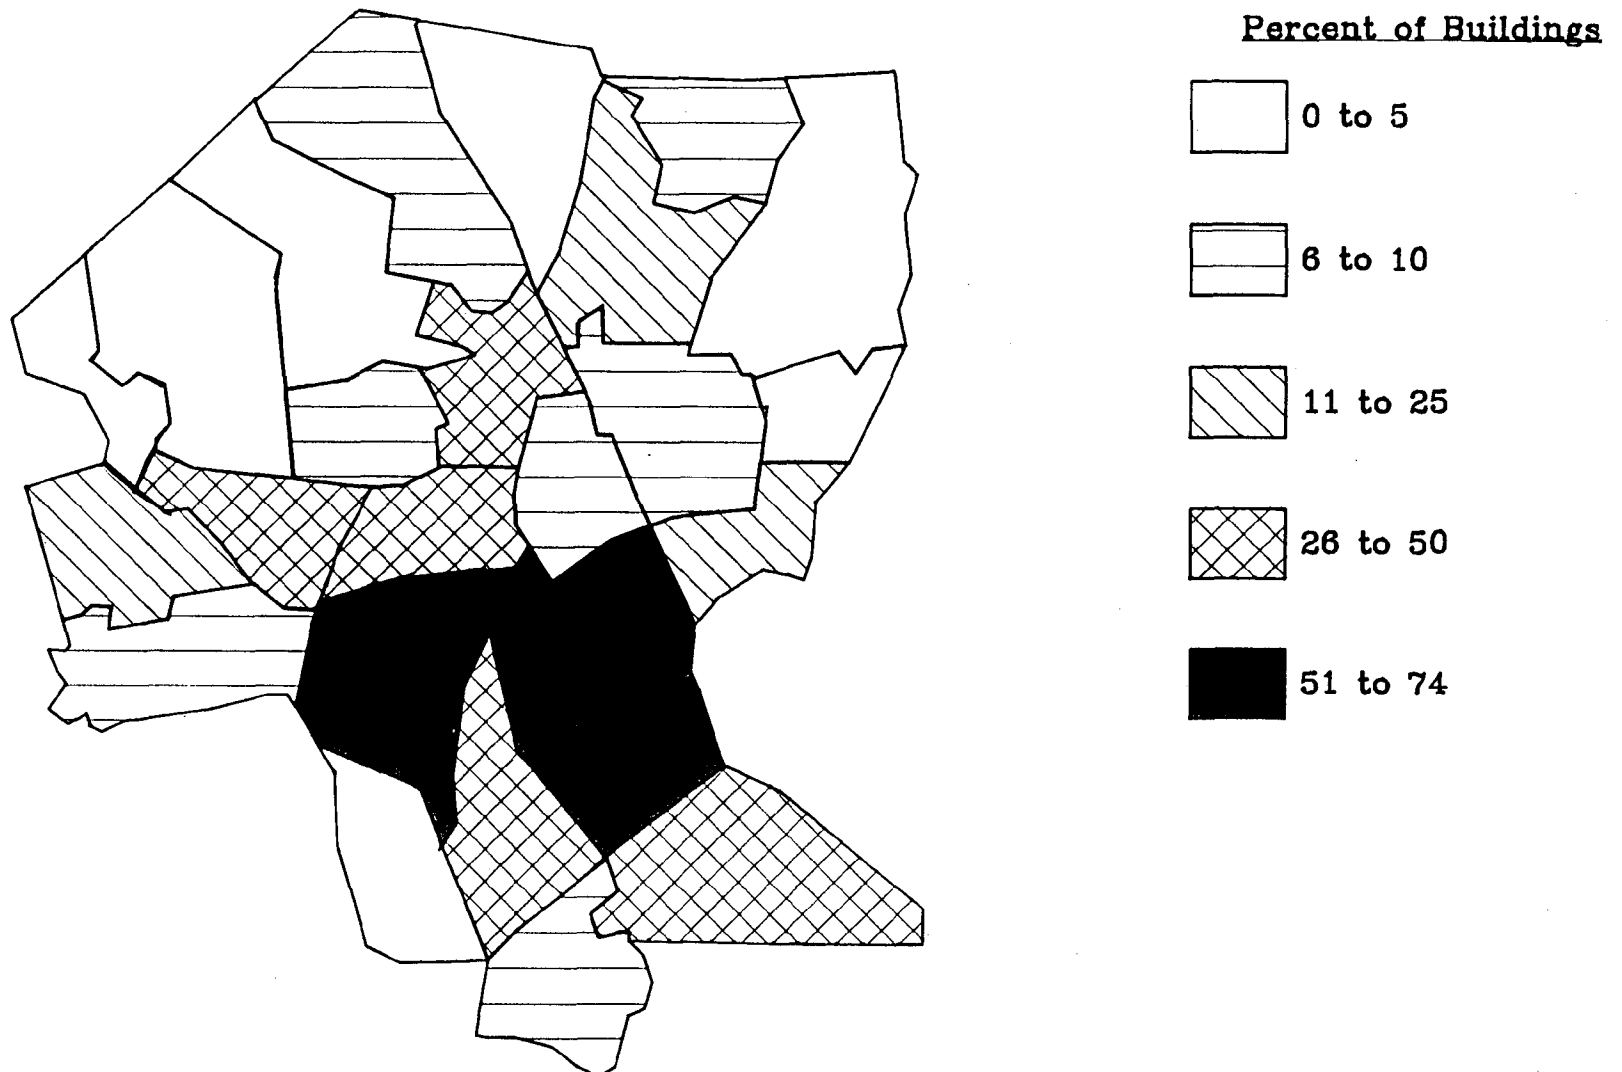 Percent of Buildings
0 to 5
6 to 10
11 to 25
26 to 50
51 to 74